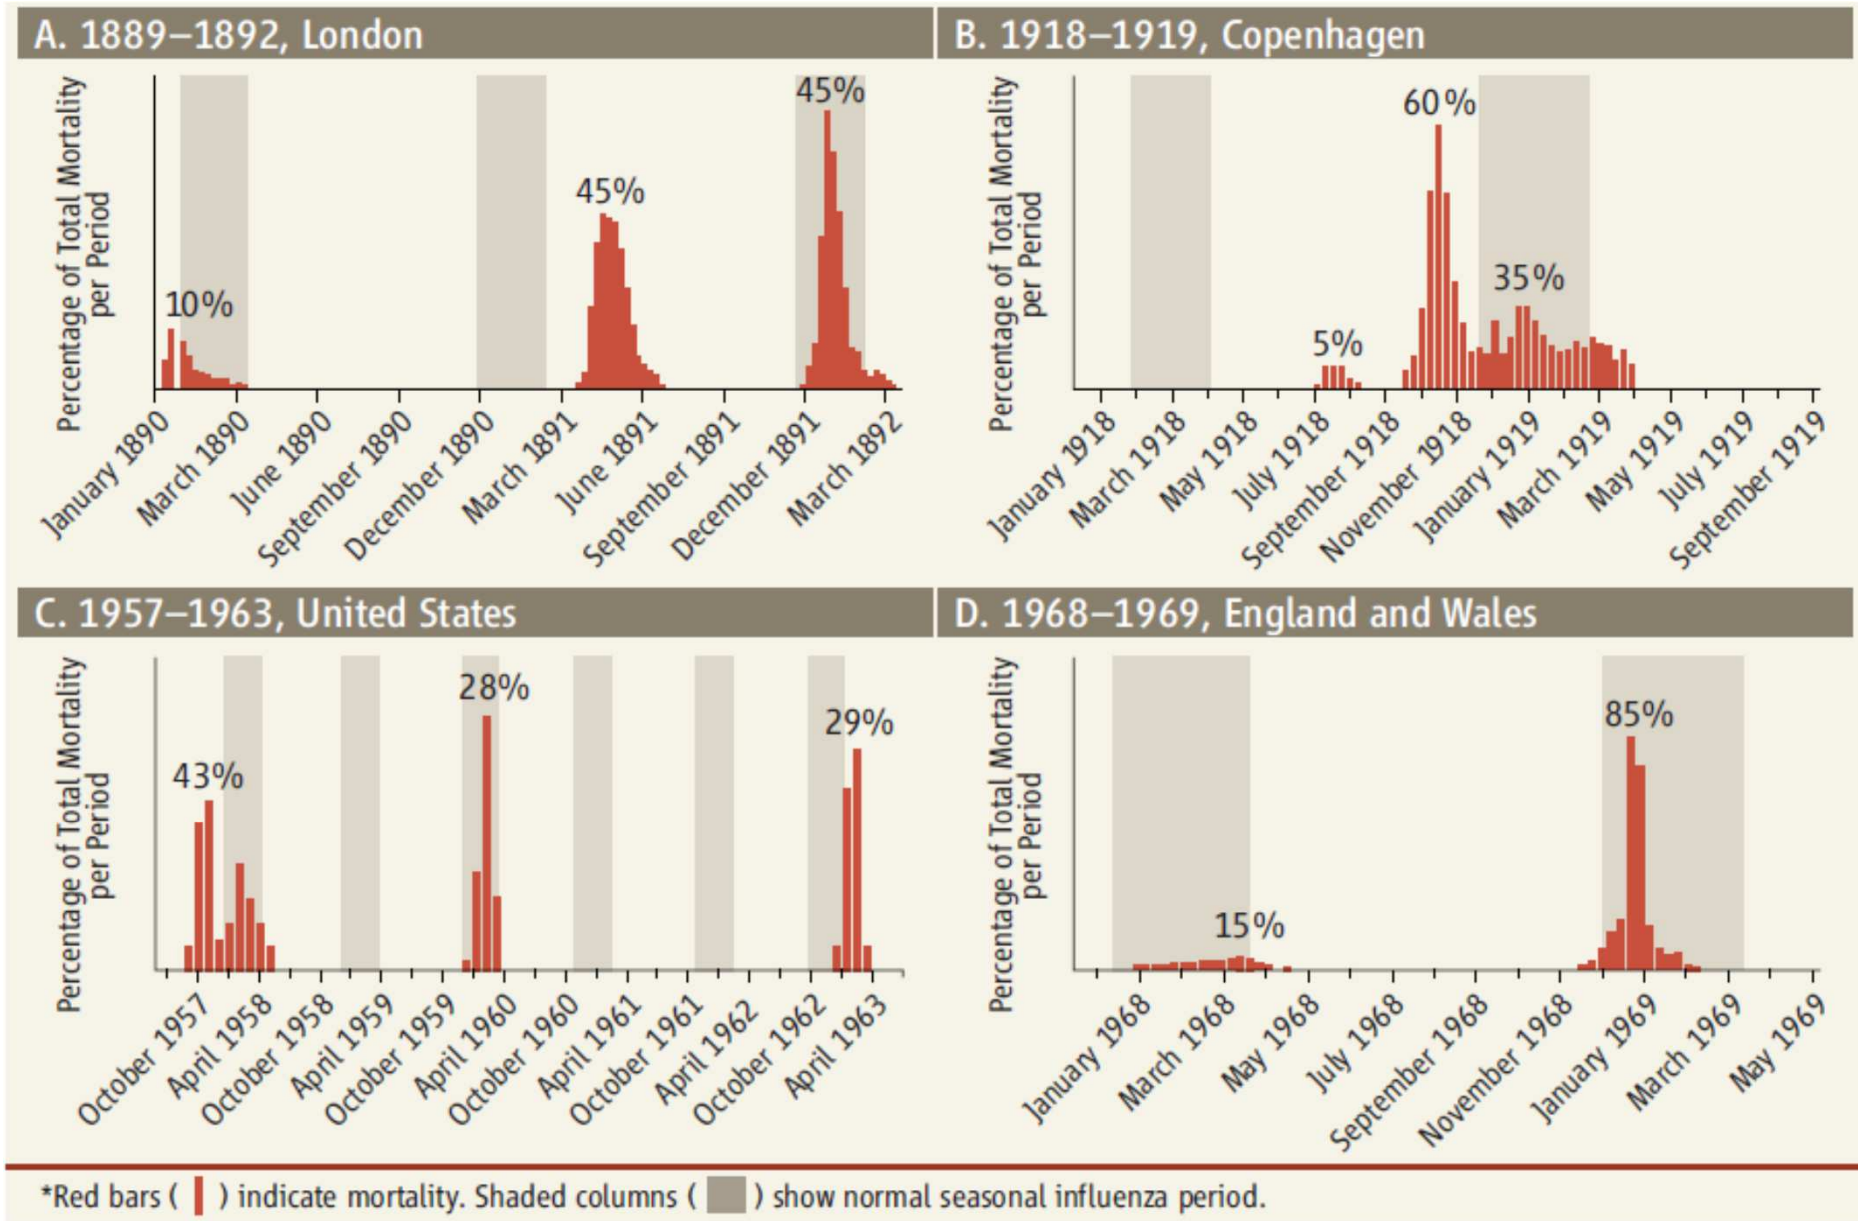 A. 1889–1892, London
Percentage of Total Mortality
per Period
10%
45%
45%
January 1890
March 1890
June 1890
September 1890
December 1890
March 1891
June 1891
September 1891
December 1891
March 1892
B. 1918–1919, Copenhagen
Percentage of Total Mortality
per Period
5%
60%
35%
January 1918
March 1918
May 1918
July 1918
September 1918
November 1918
January 1919
March 1919
May 1919
July 1919
September 1919
C. 1957–1963, United States
Percentage of Total Mortality
per Period
43%
28%
29%
October 1957
April 1958
October 1958
April 1959
October 1959
April 1960
October 1960
April 1961
October 1961
April 1962
October 1962
April 1963
D. 1968–1969, England and Wales
Percentage of Total Mortality
per Period
15%
85%
January 1968
March 1968
May 1968
July 1968
September 1968
November 1968
January 1969
March 1969
May 1969
*Red bars ( ) indicate mortality. Shaded columns ( ) show normal seasonal influenza period.